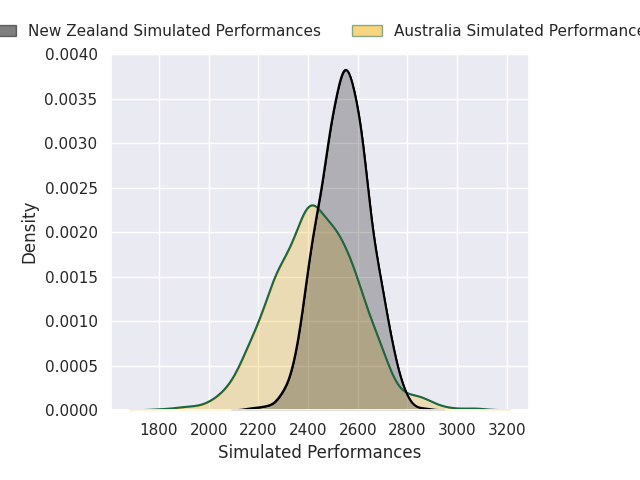 New Zealand Simulated Performances Australia Simulated Performance
0.0040
0.0035
0.0030
0.0025
0.0020
0.0015
0.0010
0.0005
0.0000
Density
1800 2000 2200 2400 2600 2800 3000 3200
Simulated Performances